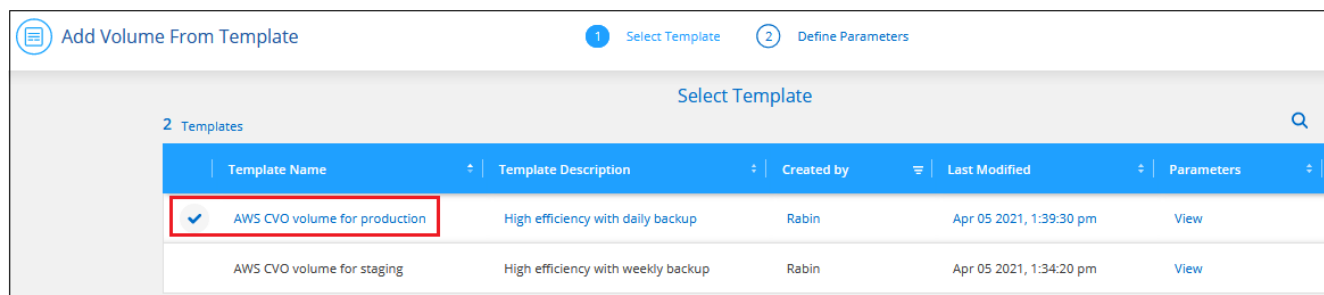 Add Volume From Template
1 Select Template 2 Define Parameters
Select Template
2 Templates
Template Name Template Description Created by Last Modified Parameters
AWS CVO volume for production High efficiency with daily backup Rabin Apr 05 2021, 1:39:30 pm View
AWS CVO volume for staging High efficiency with weekly backup Rabin Apr 05 2021, 1:34:20 pm View